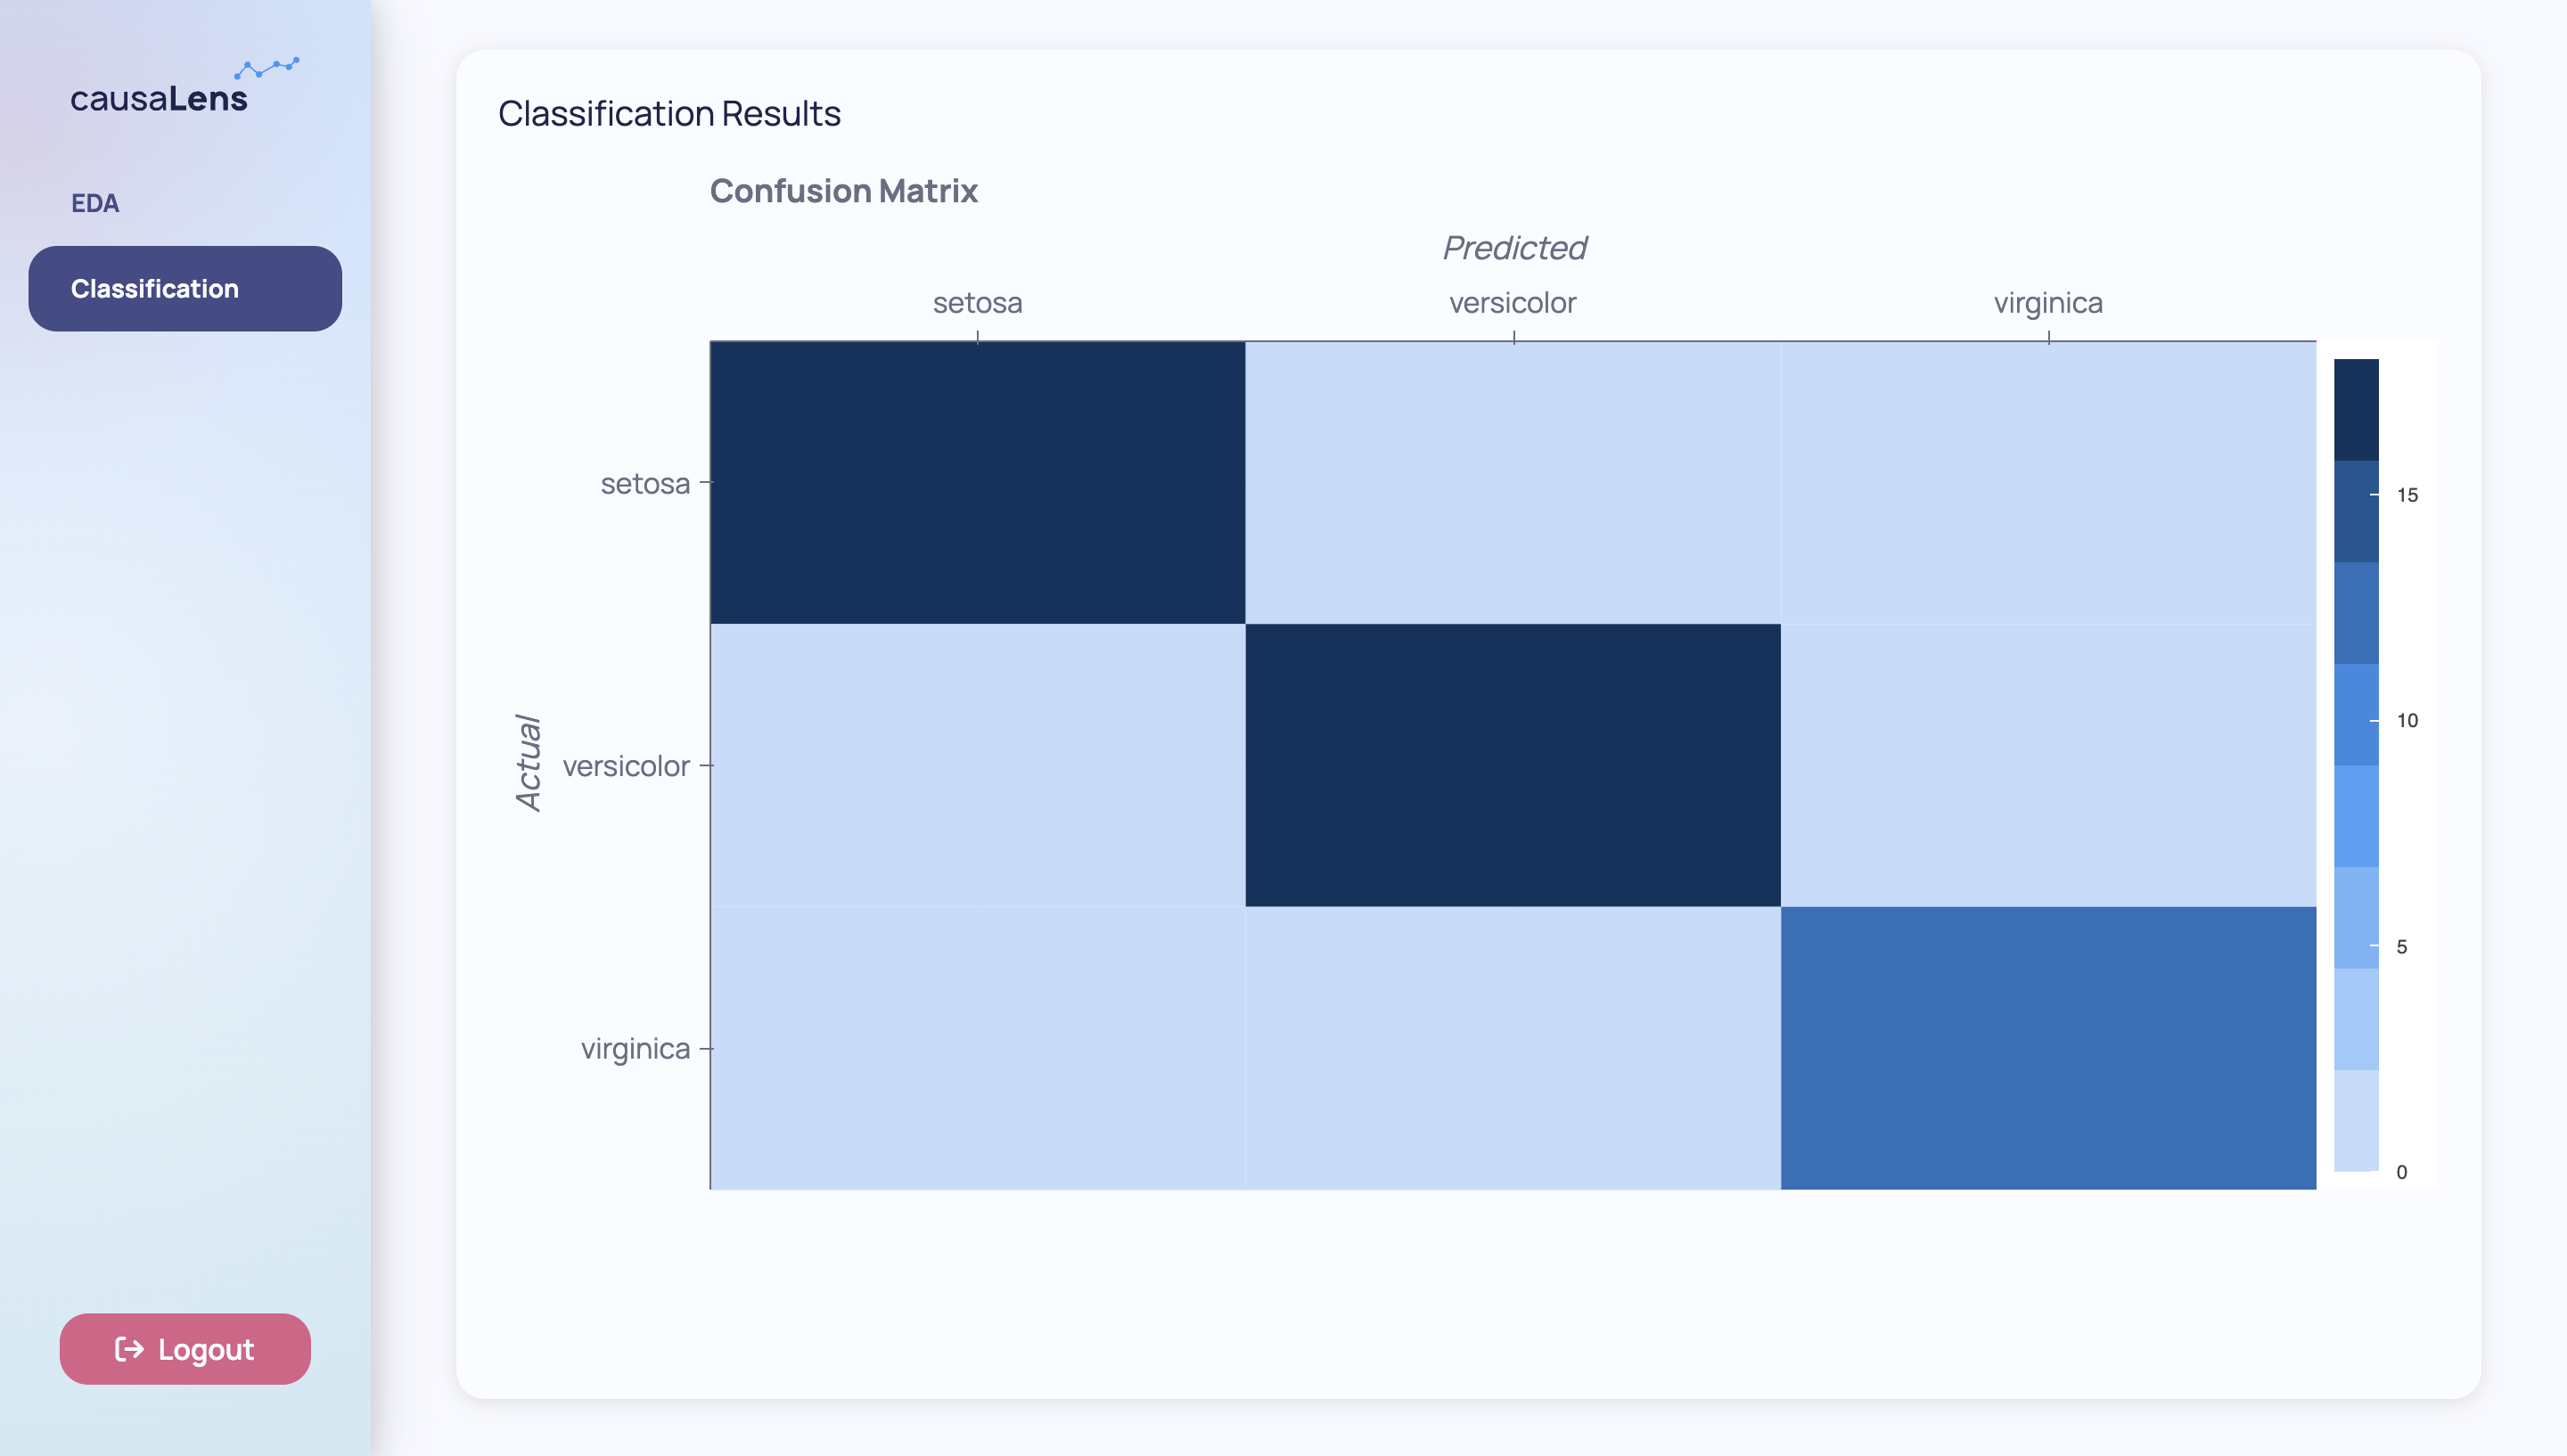 causaLens
EDA
Classification
Logout
Classification Results
Confusion Matrix
Predicted
setosa versicolor virginica
Actual
setosa
versicolor
virginica
15
10
5
0